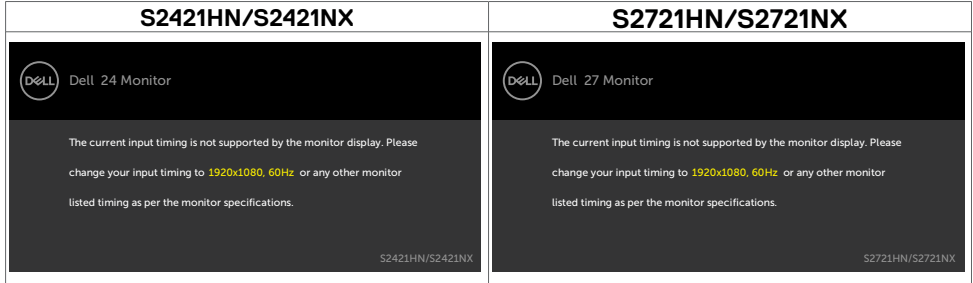 S2421HN/S2421NX
S2721HN/S2721NX
DELL
Dell 24 Monitor
The current input timing is not supported by the monitor display. Please
change your input timing to 1920x1080, 60Hz or any other monitor
listed timing as per the monitor specifications.
S2421HN/S2421NX
DELL
Dell 27 Monitor
The current input timing is not supported by the monitor display. Please
change your input timing to 1920x1080, 60Hz or any other monitor
listed timing as per the monitor specifications.
S2721HN/S2721NX